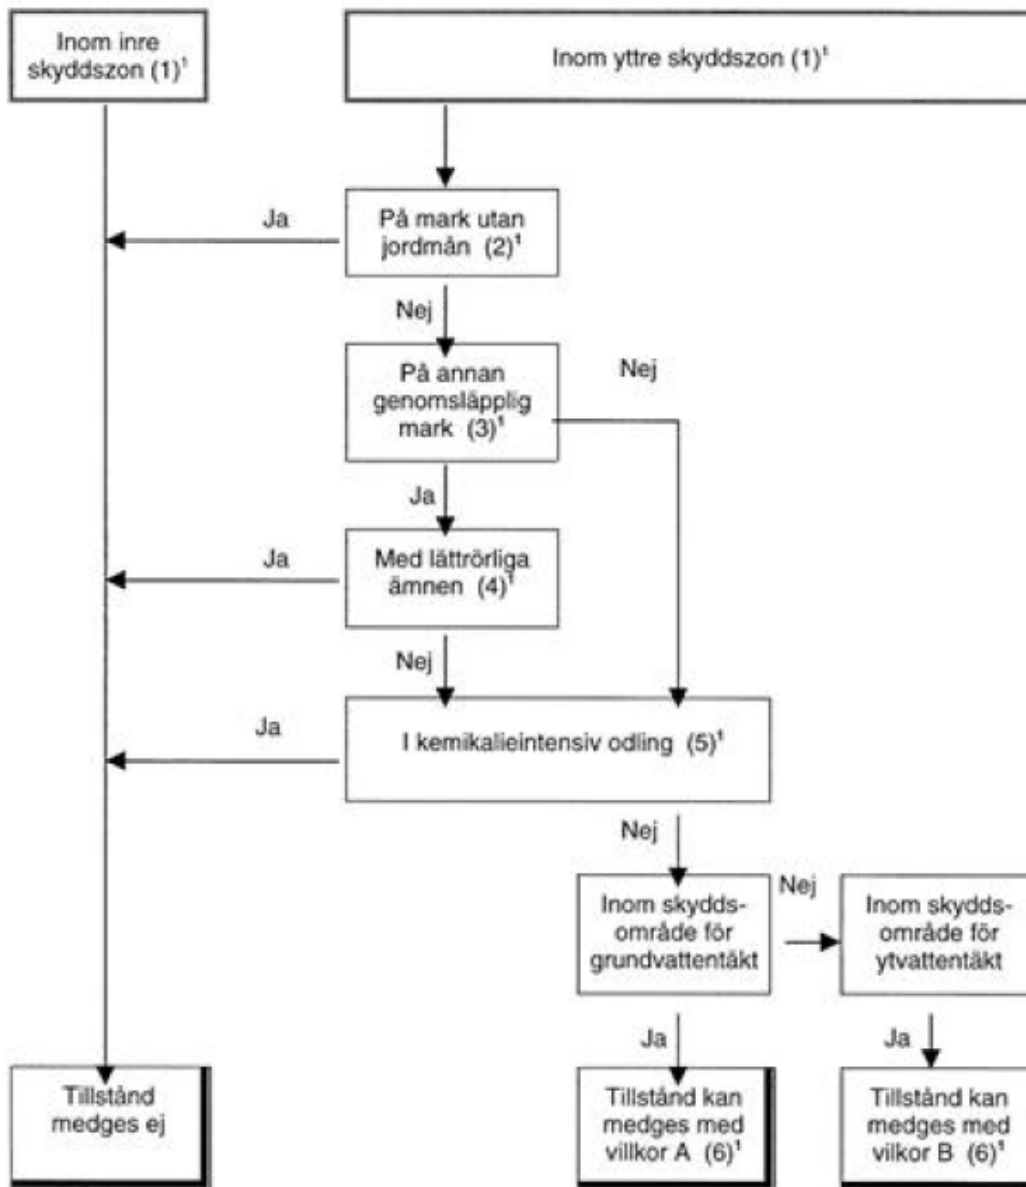 Inom inre
skyddszon (1)¹
Inom yttre skyddszon (1)¹
Ja
På mark utan
jordmån (2)¹
Nej
På annan
genomsläpplig
mark (3)¹
Nej
Ja
Ja
Med lättrörliga
ämnen (4)¹
Nej
Ja
I kemikalieintensiv odling (5)¹
Nej
Inom skydds-
område för
grundvattentäkt
Nej
Inom skydds-
område för
ytvattentäkt
Ja
Ja
Tillstånd
medges ej
Tillstånd kan
medges med
villkor A (6)¹
Tillstånd kan
medges med
vilkor B (6)¹